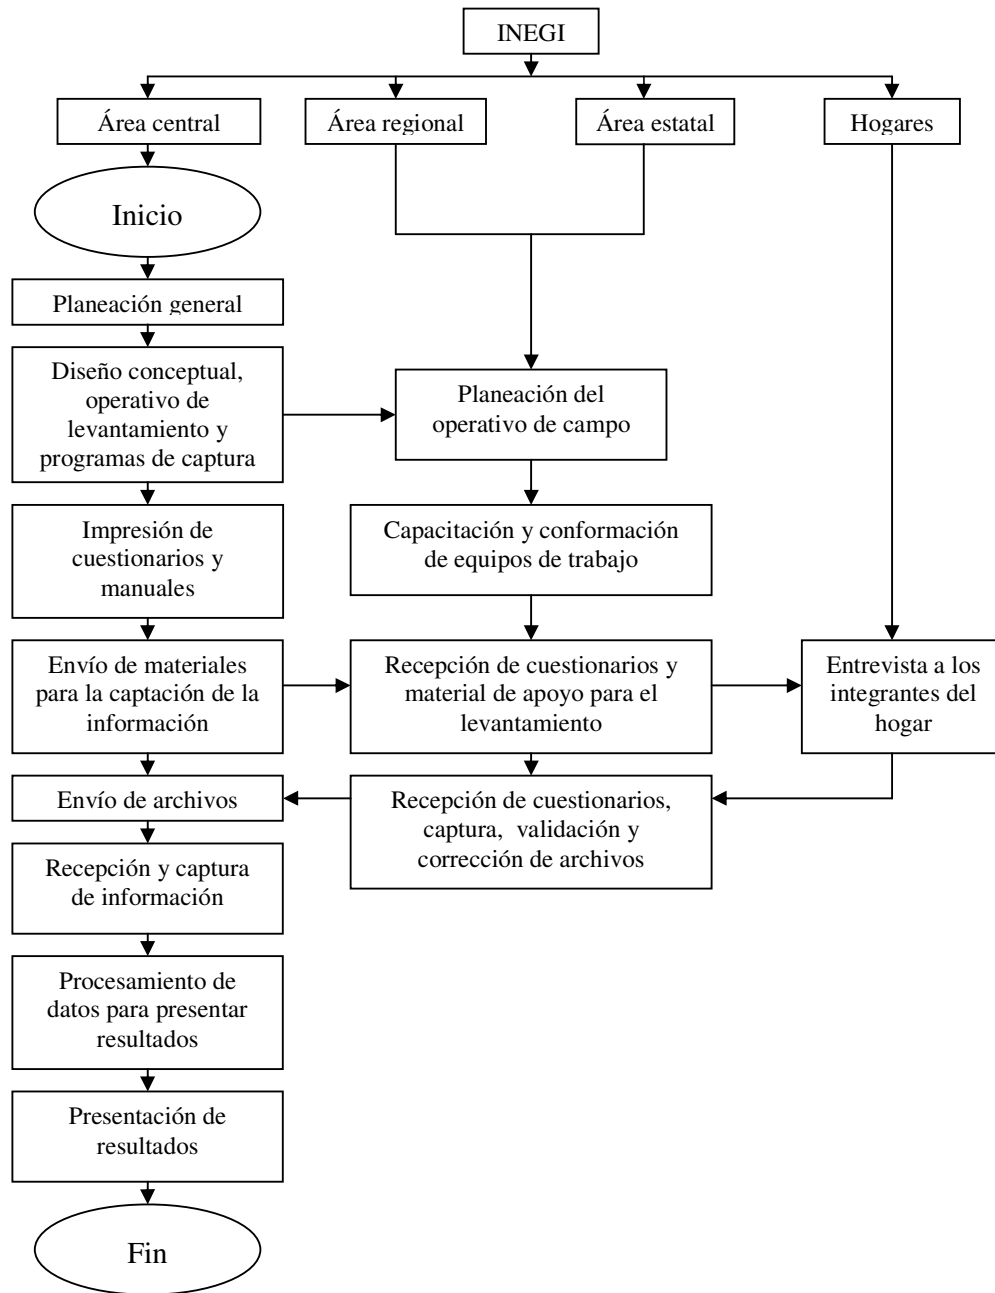 INEGI
Área central
Área regional
Área estatal
Hogares
Inicio
Planeación general
Diseño conceptual,
operativo de
levantamiento y
programas de captura
Planeación del
operativo de campo
Impresión de
cuestionarios y
manuales
Capacitación y conformación
de equipos de trabajo
Envío de materiales
para la captación de la
información
Recepción de cuestionarios y
material de apoyo para el
levantamiento
Entrevista a los
integrantes del
hogar
Envío de archivos
Recepción de cuestionarios,
captura, validación y
corrección de archivos
Recepción y captura
de información
Procesamiento de
datos para presentar
resultados
Presentación de
resultados
Fin